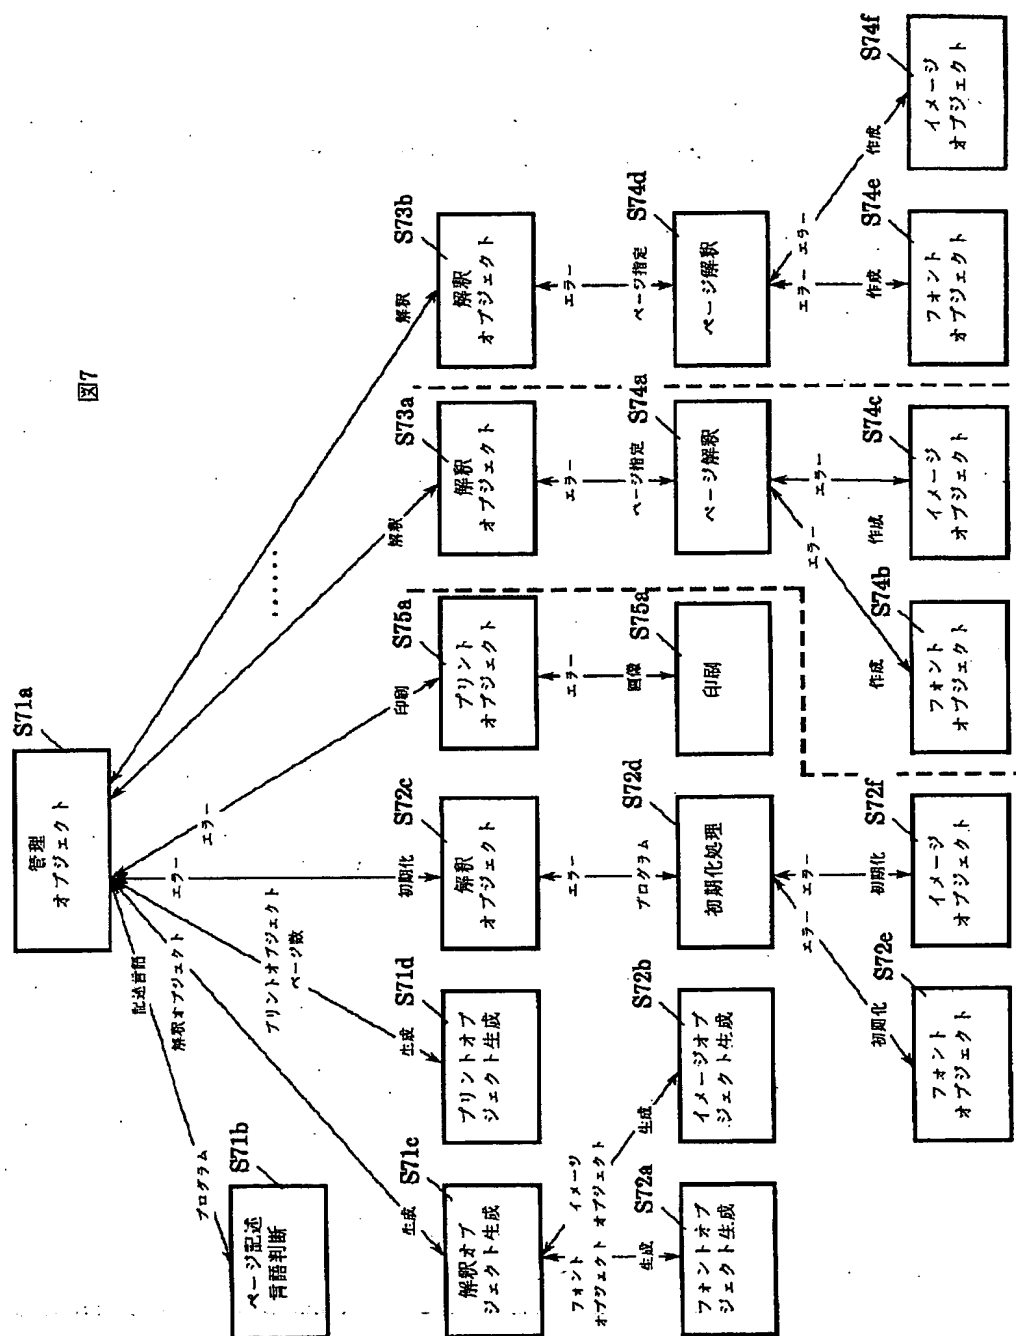 図7
S71a
管理
オブジェクト
プログラム
記述言語
S71b
ページ記述
言語判断
生成
解釈オブジェクト
S71c
解釈オブ
ジェクト生成
生成
プリントオブジェクト
ページ数
S71d
プリントオブ
ジェクト生成
初期化
エラー
S72c
解釈
オブジェクト
印刷
エラー
S75a
プリント
オブジェクト
解釈
S73a
解釈
オブジェクト
......
解釈
S73b
解釈
オブジェクト
フォント
オブジェクト
イメージ
オブジェクト
生成
生成
S72a
フォントオブ
ジェクト生成
S72b
イメージオブ
ジェクト生成
エラー
プログラム
S72d
初期化処理
エラー
画像
S75a
印刷
エラー
ページ指定
S74a
ページ解釈
エラー
ページ指定
S74d
ページ解釈
エラー
エラー
初期化
初期化
S72e
フォント
オブジェクト
S72f
イメージ
オブジェクト
エラー
エラー
作成
作成
S74b
フォント
オブジェクト
S74c
イメージ
オブジェクト
エラー
エラー
作成
作成
S74e
フォント
オブジェクト
S74f
イメージ
オブジェクト